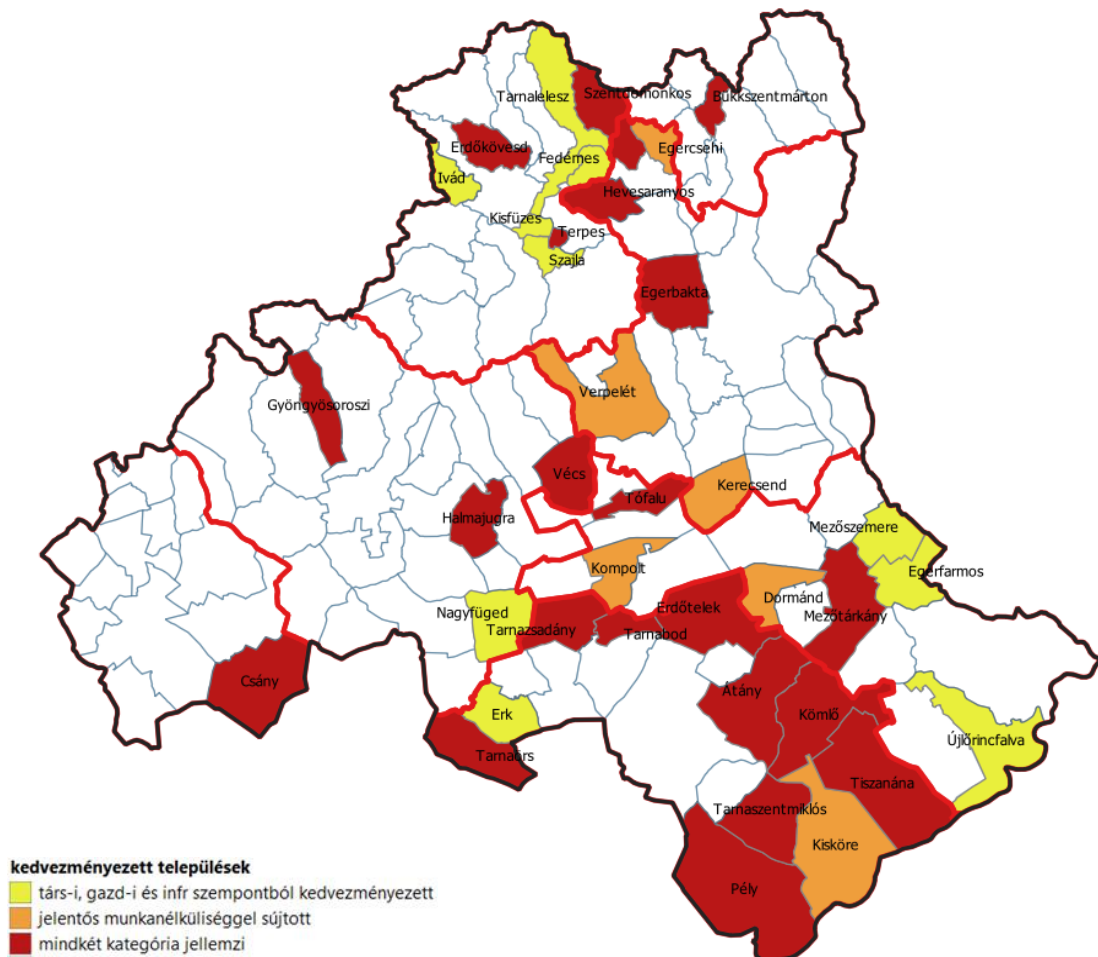 Tarnalelesz
Szentdomonkos
Bükkszentmárton
Erdőkövesd
Egercsehi
Fedémes
Ivád
Hevesaranyos
Kisfüzes
Terpes
Szajla
Egerbakta
Verpelét
Gyöngyösoroszi
Vécs
Kerecsend
Tófalu
Halmajugra
Mezőszemere
Kompolt
Egerfarmos
Dormánd
Nagyfüged
Erdőtelek
Mezőtárkány
Tarnazsadány
Tarnabod
Csány
Átány
Kömlő
Erk
Újlőrincfalva
Tarnaörs
Tiszanána
Tarnaszentmiklós
Kisköre
Pély
kedvezményezett települések
társ-i, gazd-i és infr szempontból kedvezményezett
jelentős munkanélküliséggel sújtott
mindkét kategória jellemzi